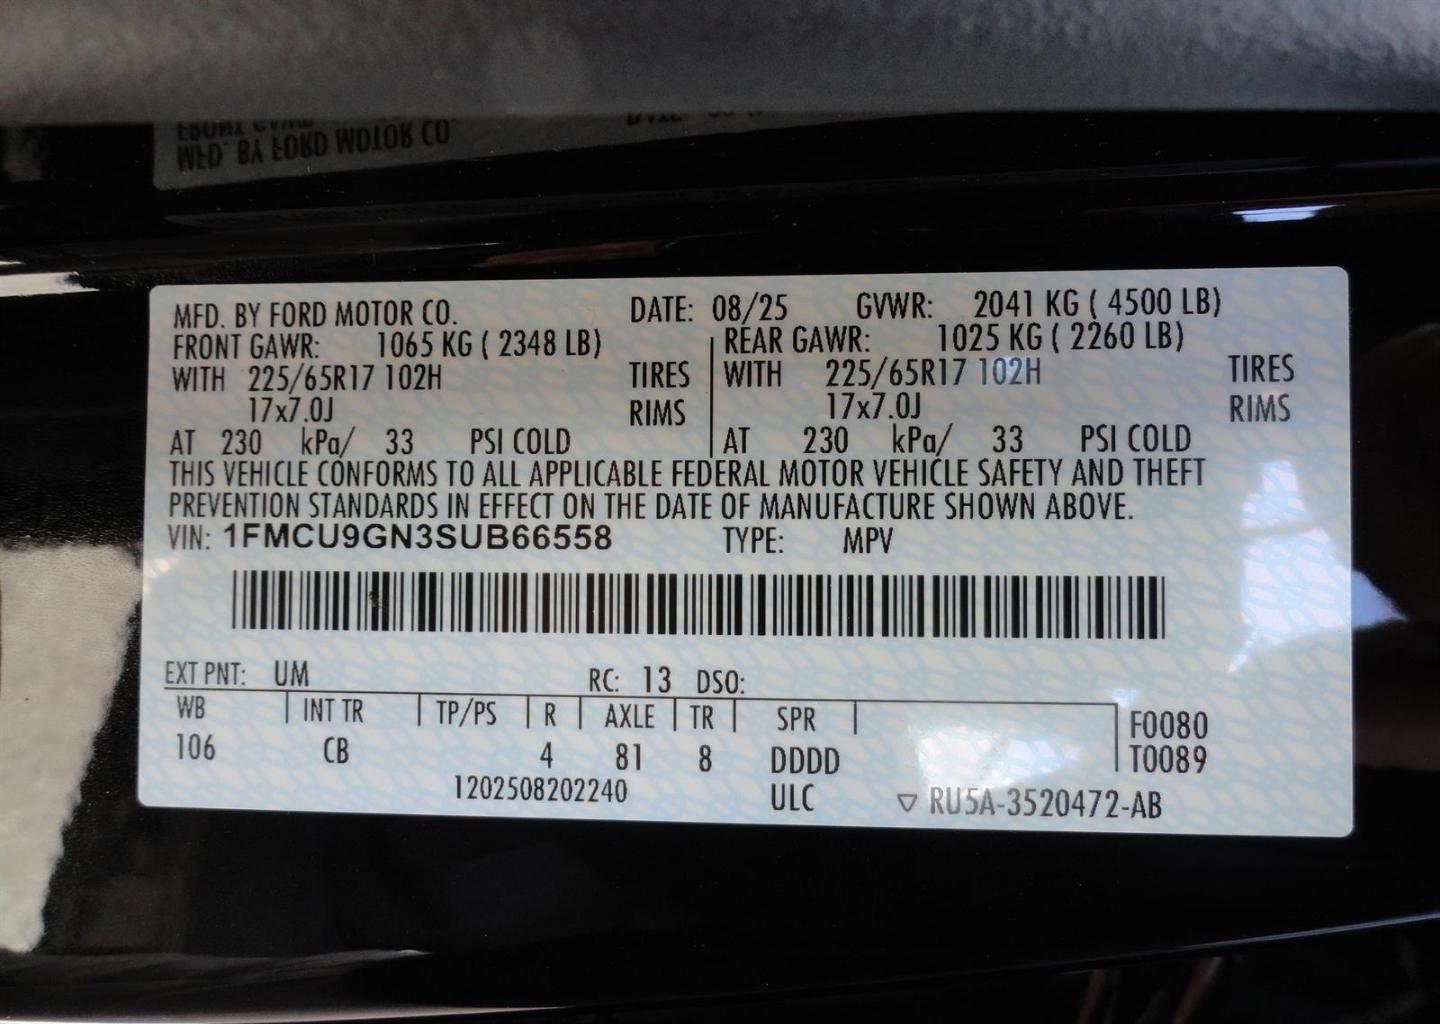 MFD. BY FORD MOTOR CO.
MFD. BY FORD MOTOR CO. DATE: 08/25 GVWR: 2041 KG ( 4500 LB)
FRONT GAWR: 1065 KG ( 2348 LB) REAR GAWR: 1025 KG ( 2260 LB)
WITH 225/65R17 102H TIRES WITH 225/65R17 102H TIRES
17x7.0J RIMS 17x7.0J RIMS
AT 230 kPa/ 33 PSI COLD AT 230 kPa/ 33 PSI COLD
THIS VEHICLE CONFORMS TO ALL APPLICABLE FEDERAL MOTOR VEHICLE SAFETY AND THEFT
PREVENTION STANDARDS IN EFFECT ON THE DATE OF MANUFACTURE SHOWN ABOVE.
VIN: 1FMCU9GN3SUB66558 TYPE: MPV
EXT PNT: UM RC: 13 DSO:
WB INT TR TP/PS R AXLE TR SPR F0080
106 CB 4 81 8 DDDD T0089
1202508202240 ULC ▽ RU5A-3520472-AB